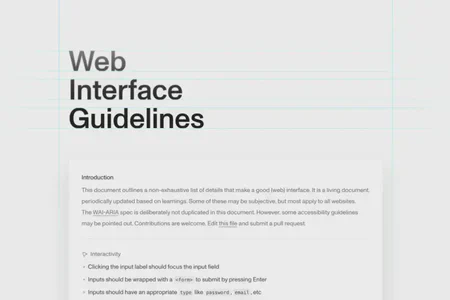 Web
Interface
Guidelines
Introduction
This document outlines a non-exhaustive list of details that make a good (web) interface. It is a living document,
periodically updated based on learnings. Some of these may be subjective, but most apply to all websites.
The WAI-ARIA spec is deliberately not duplicated in this document. However, some accessibility guidelines
may be pointed out. Contributions are welcome. Edit this file and submit a pull request.
Interactivity
• Clicking the input label should focus the input field
• Inputs should be wrapped with a <form> to submit by pressing Enter
• Inputs should have an appropriate type like password, email, etc